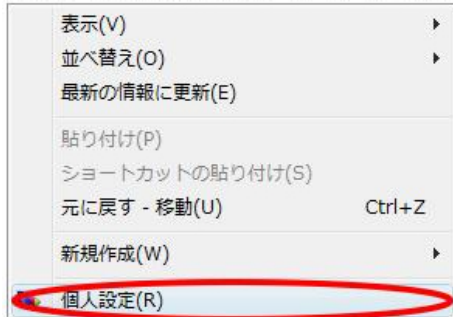 表示(V)
並べ替え(O)
最新の情報に更新(E)
貼り付け(P)
ショートカットの貼り付け(S)
元に戻す - 移動(U) Ctrl+Z
新規作成(W)
個人設定(R)